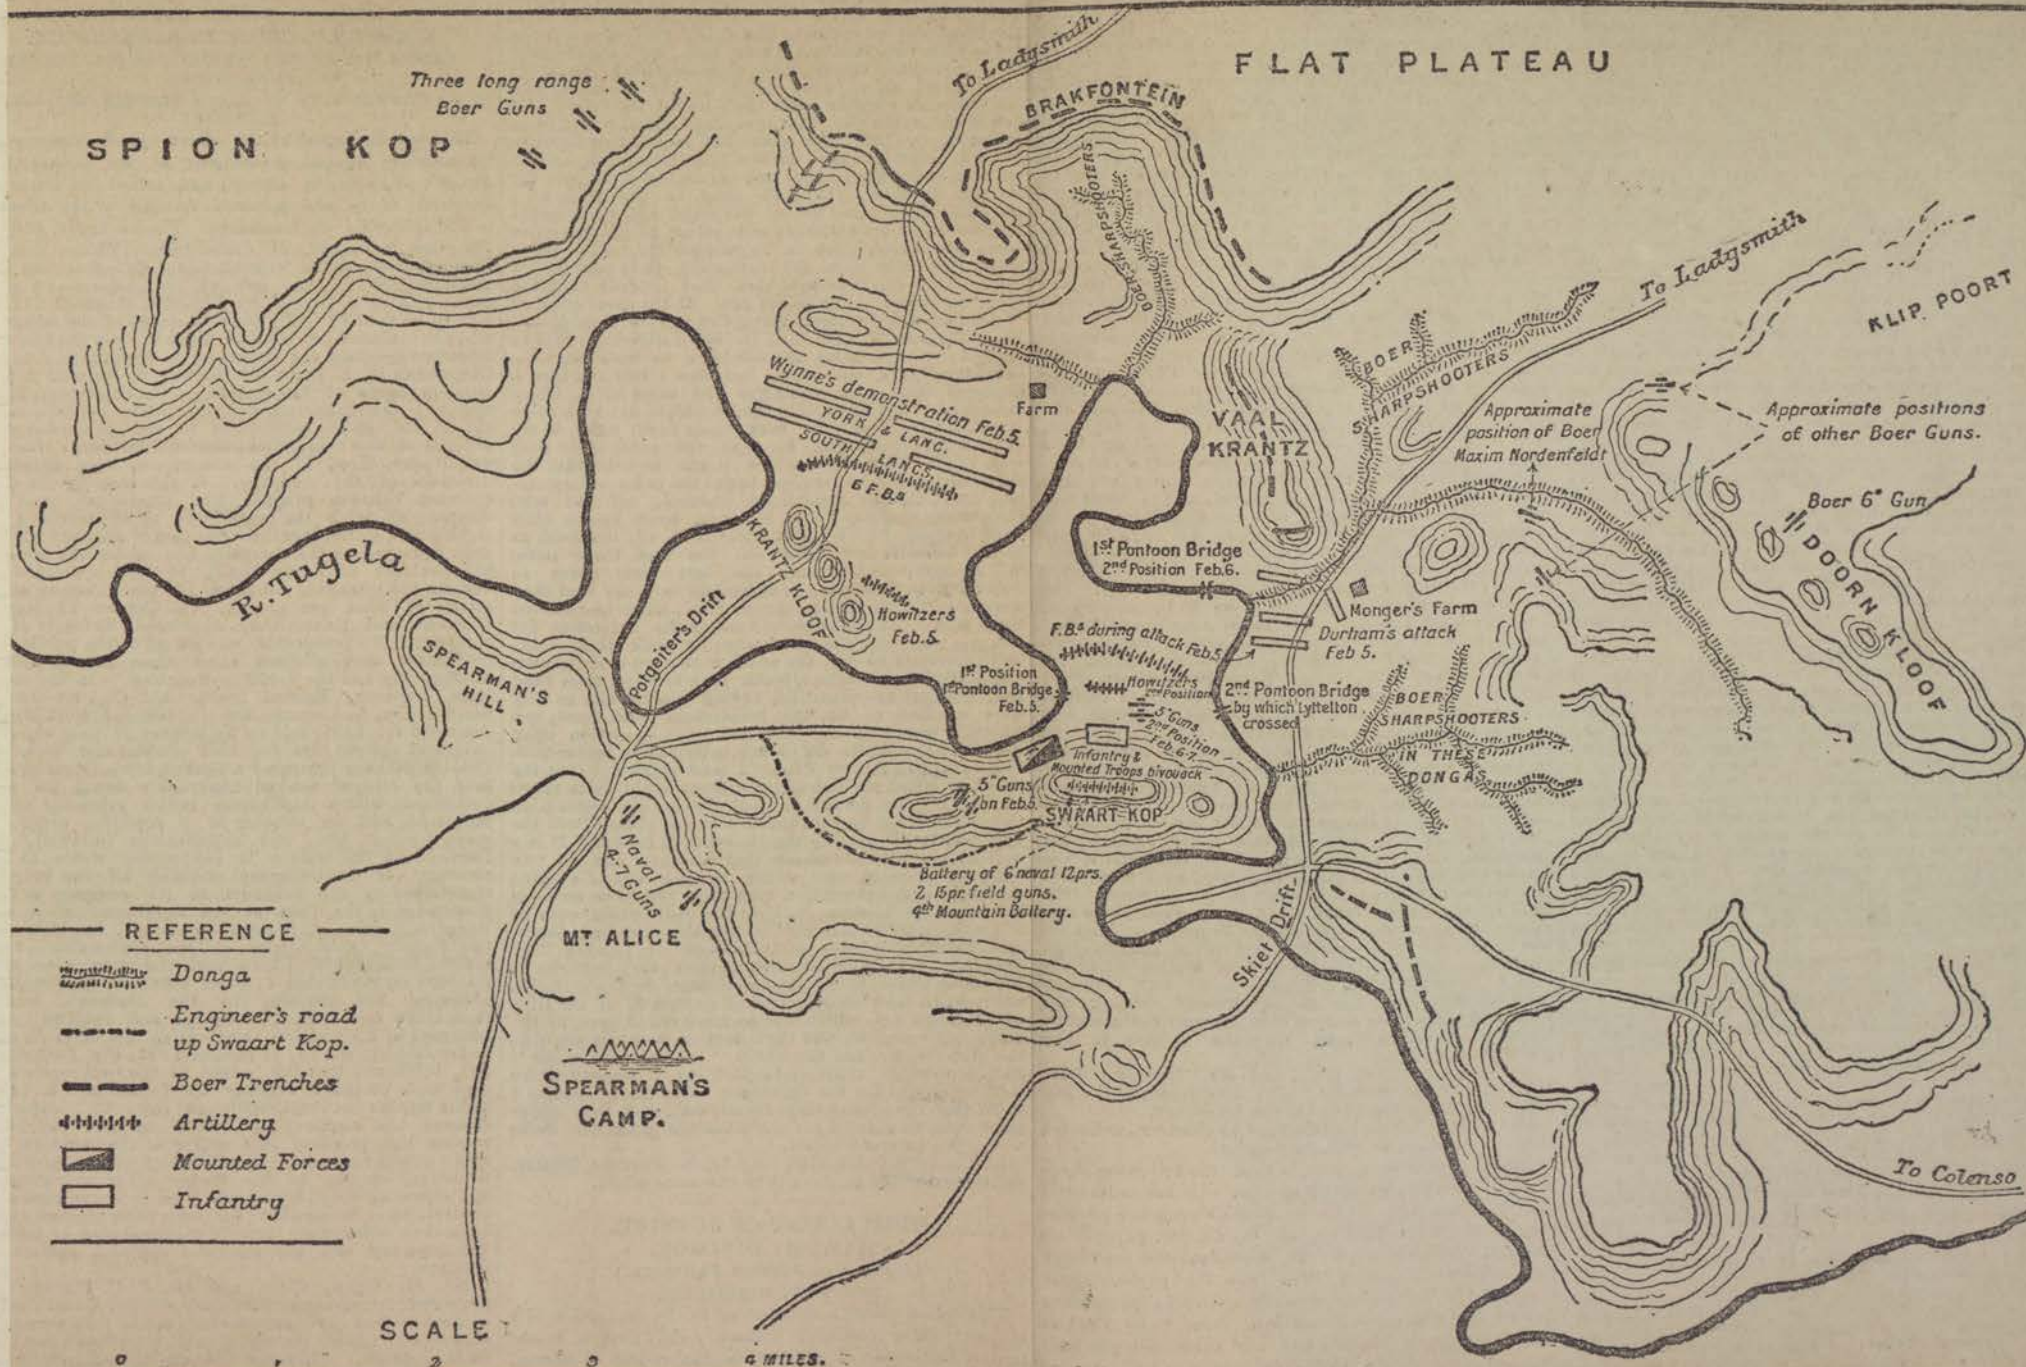 To Ladysmith
FLAT PLATEAU
Three long range
Boer Guns
SPION KOP
BRAKFONTEIN
BOER SHARPSHOOTERS
To Ladysmith
KLIP POORT
Wynne's demonstration Feb. 5.
YORK & LANC.
SOUTH LANCS.
6 F.B.s
Farm
VAAL
KRANTZ
BOER
SHARPSHOOTERS
Approximate
position of Boer
Maxim Nordenfeldt
Approximate positions
of other Boer Guns.
Boer 6" Gun
DOORN KLOOF
R. Tugela
KRANTZ KLOOF
Howitzers
Feb. 5.
Potgeiter's Drift
SPEARMAN'S
HILL
1st Pontoon Bridge
2nd Position Feb. 6.
Monger's Farm
Durham's attack
Feb 5.
F.B.s during attack Feb. 5
1st Position
1st Pontoon Bridge
Feb. 5.
Howitzers
2nd Position
2nd Pontoon Bridge
by which Lyttelton
crossed
5" Guns
2nd Position
Feb. 6-7.
BOER
SHARPSHOOTERS
IN THESE
DONGAS
Infantry &
Mounted Troops bivouack
5" Guns
on Feb. 5.
SWAART KOP
Battery of 6 naval 12prs.
2 15pr. field guns.
9th Mountain Battery.
Naval
4.7 Guns
MT ALICE
Skiet Drift.
SPEARMAN'S
CAMP.
REFERENCE
Donga
Engineer's road
up Swaart Kop.
Boer Trenches
Artillery
Mounted Forces
Infantry
To Colenso
SCALE
0 1 2 3 4 MILES.